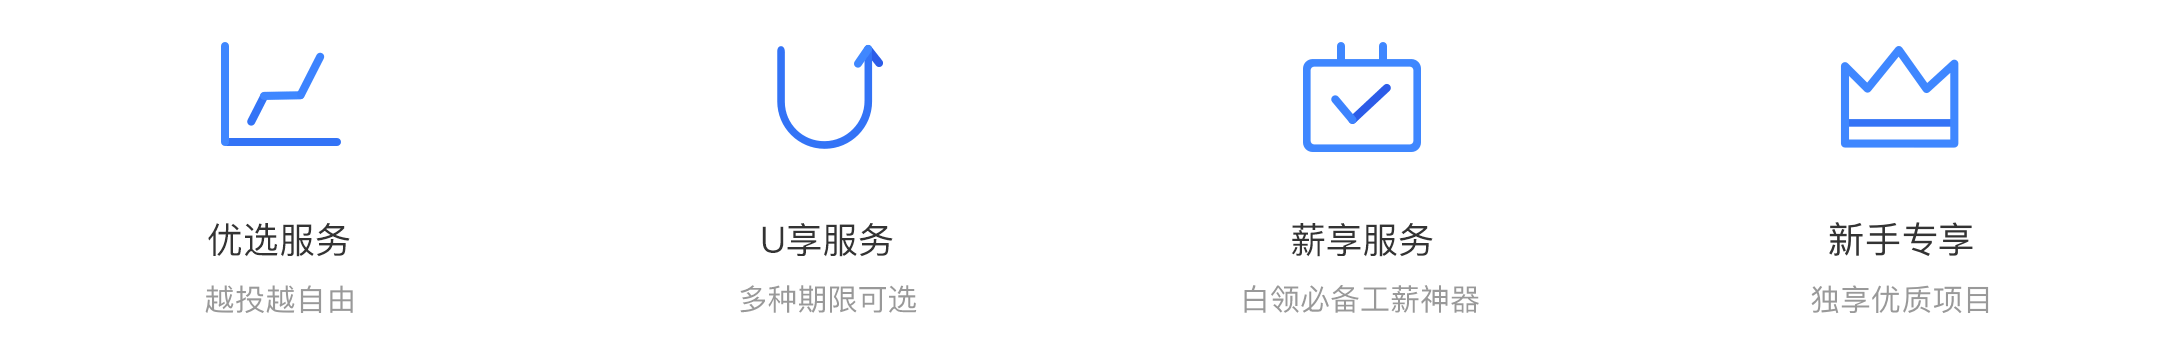 优选服务
越投越自由
U享服务
多种期限可选
薪享服务
白领必备工薪神器
新手专享
独享优质项目